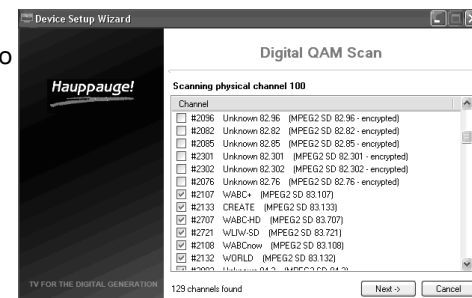 Device Setup Wizard
o
Hauppauge!
TV FOR THE DIGITAL GENERATION
Digital QAM Scan
Scanning physical channel 100
Channel
#2096 Unknown 82.96 (MPEG2 SD 82.96 - encrypted)
#2082 Unknown 82.82 (MPEG2 SD 82.82 - encrypted)
#2085 Unknown 82.85 (MPEG2 SD 82.85 - encrypted)
#2301 Unknown 82.301 (MPEG2 SD 82.301 - encrypted)
#2302 Unknown 82.302 (MPEG2 SD 82.302 - encrypted)
#2076 Unknown 82.76 (MPEG2 SD 82.76 - encrypted)
#2107 WABC+ (MPEG2 SD 83.107)
#2133 CREATE (MPEG2 SD 83.133)
#2707 WABC-HD (MPEG2 SD 83.707)
#2721 WLIW-SD (MPEG2 SD 83.721)
#2108 WABCnow (MPEG2 SD 83.108)
#2132 WORLD (MPEG2 SD 83.132)
129 channels found
Next ->
Cancel